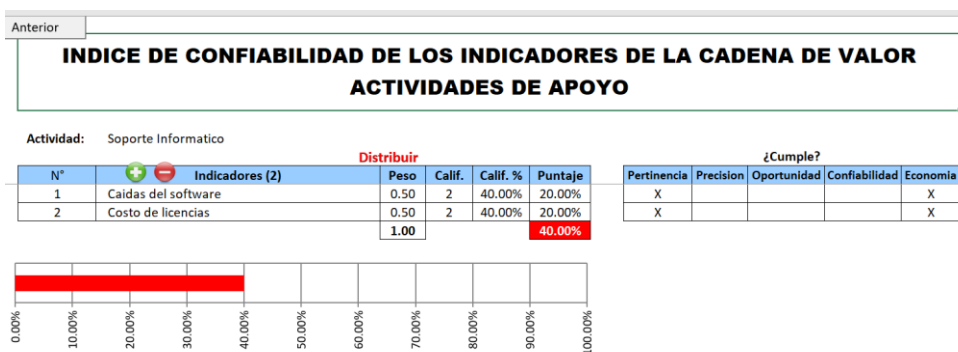 Anterior
INDICE DE CONFIABILIDAD DE LOS INDICADORES DE LA CADENA DE VALOR
ACTIVIDADES DE APOYO
Actividad: Soporte Informatico
Distribuir ¿Cumple?
N° Indicadores (2) Peso Calif. Calif. % Puntaje Pertinencia Precision Oportunidad Confiabilidad Economia
1 Caidas del software 0.50 2 40.00% 20.00% X X
2 Costo de licencias 0.50 2 40.00% 20.00% X X
1.00 40.00%
0.00% 10.00% 20.00% 30.00% 40.00% 50.00% 60.00% 70.00% 80.00% 90.00% 100.00%